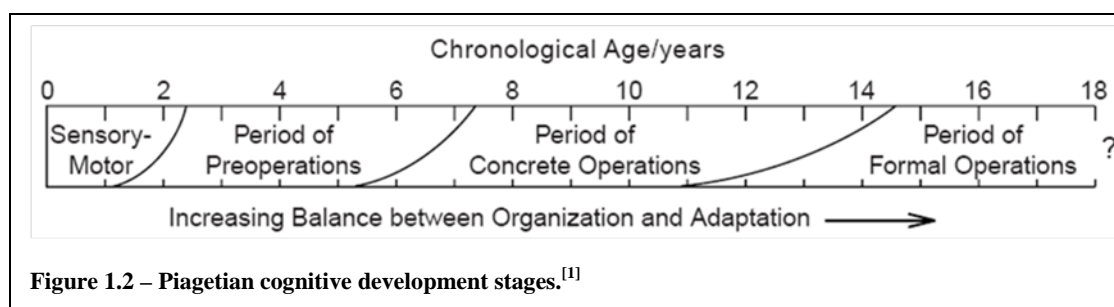 Chronological Age/years
0 2 4 6 8 10 12 14 16 18
Sensory- Period of Period of Period of
Motor Preoperations Concrete Operations Formal Operations ?
Increasing Balance between Organization and Adaptation
Figure 1.2 – Piagetian cognitive development stages.[1]